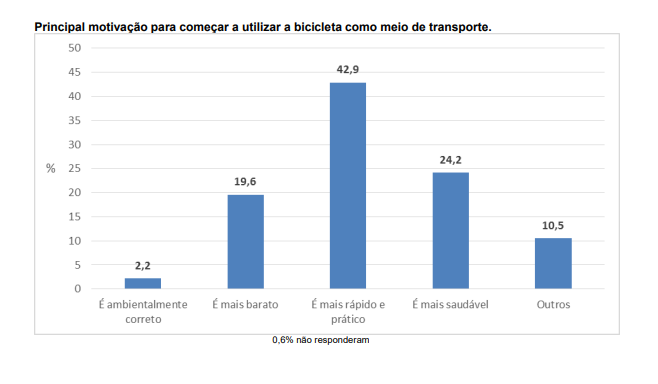 Principal motivação para começar a utilizar a bicicleta como meio de transporte.
50
45
40
35
30
25
20
15
10
5
0
%
2,2
19,6
42,9
24,2
10,5
É ambientalmente
correto
É mais barato
É mais rápido e
prático
É mais saudável
Outros
0,6% não responderam